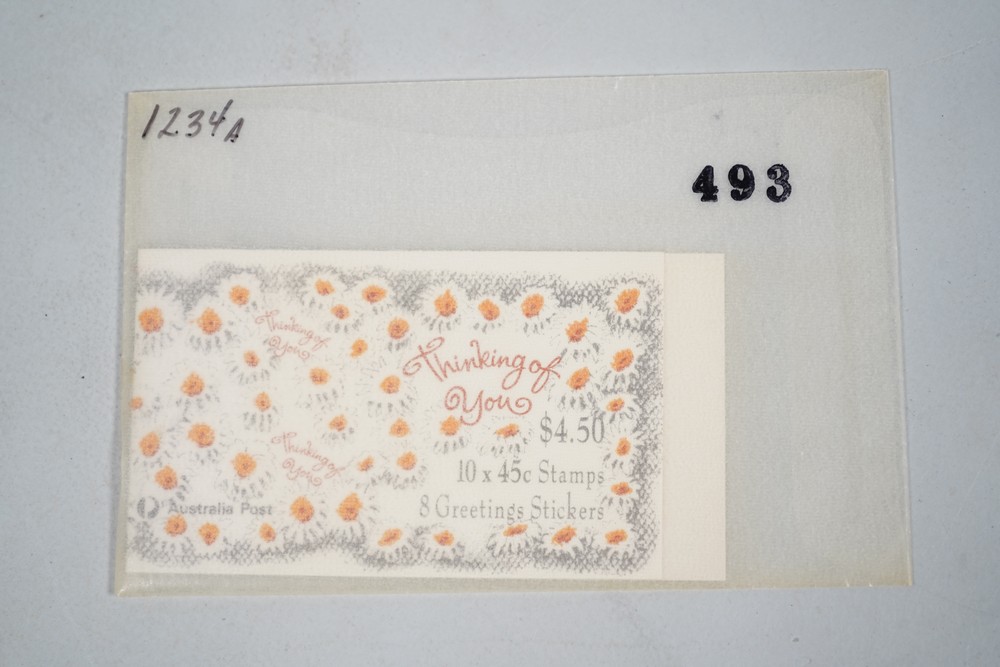 1234A
493
Thinking of
You
Thinking of
You
$4.50
10 x 45c Stamps
Thinking of
You
8 Greetings Stickers
Australia Post